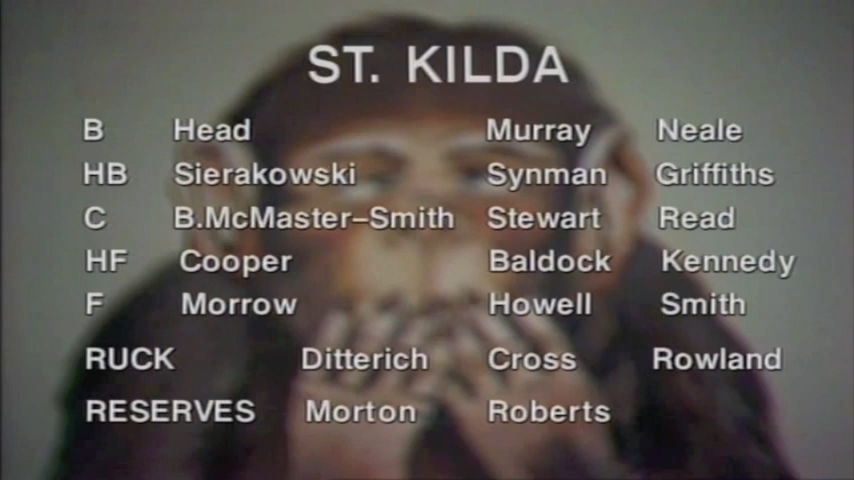 ST. KILDA
B Head Murray Neale
HB Sierakowski Synman Griffiths
C B.McMaster–Smith Stewart Read
HF Cooper Baldock Kennedy
F Morrow Howell Smith
RUCK Ditterich Cross Rowland
RESERVES Morton Roberts